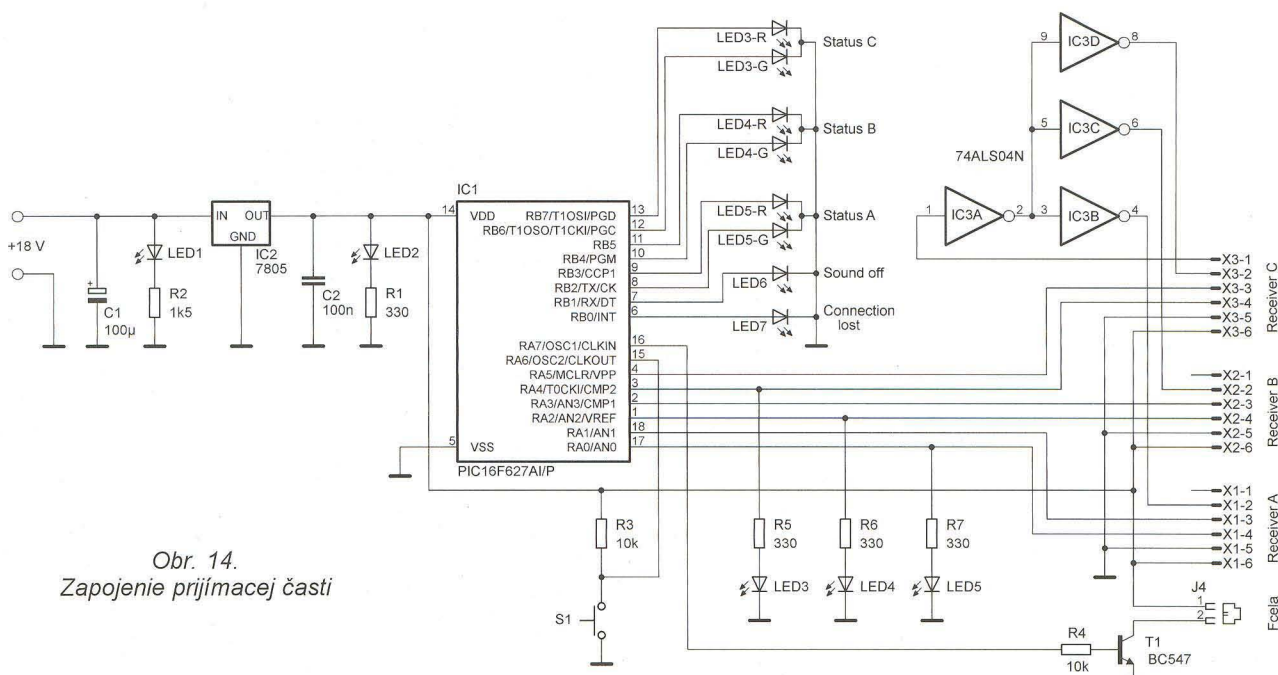 LED3-R
LED3-G
Status C
LED4-R
LED4-G
Status B
LED5-R
LED5-G
Status A
LED6
Sound off
LED7
Connection lost
9
IC3D
8
5
IC3C
6
74ALS04N
1
IC3A
2
3
IC3B
4
+18 V
+
C1
100µ
LED1
R2
1k5
IN
OUT
GND
IC2
7805
C2
100n
LED2
R1
330
IC1
14
VDD
5
VSS
PIC16F627AI/P
RB7/T1OSI/PGD 13
RB6/T1OSO/T1CKI/PGC 12
RB5 11
RB4/PGM 10
RB3/CCP1 9
RB2/TX/CK 8
RB1/RX/DT 7
RB0/INT 6
RA7/OSC1/CLKIN 16
RA6/OSC2/CLKOUT 15
RA5/MCLR/VPP 4
RA4/T0CKI/CMP2 3
RA3/AN3/CMP1 2
RA2/AN2/VREF 1
RA1/AN1 18
RA0/AN0 17
X3-1
X3-2
X3-3
X3-4
X3-5
X3-6
Receiver C
X2-1
X2-2
X2-3
X2-4
X2-5
X2-6
Receiver B
X1-1
X1-2
X1-3
X1-4
X1-5
X1-6
Receiver A
R3
10k
S1
R5
330
LED3
R6
330
LED4
R7
330
LED5
J4
1
2
Fcela
R4
10k
T1
BC547
Obr. 14.
Zapojenie prijímacej časti